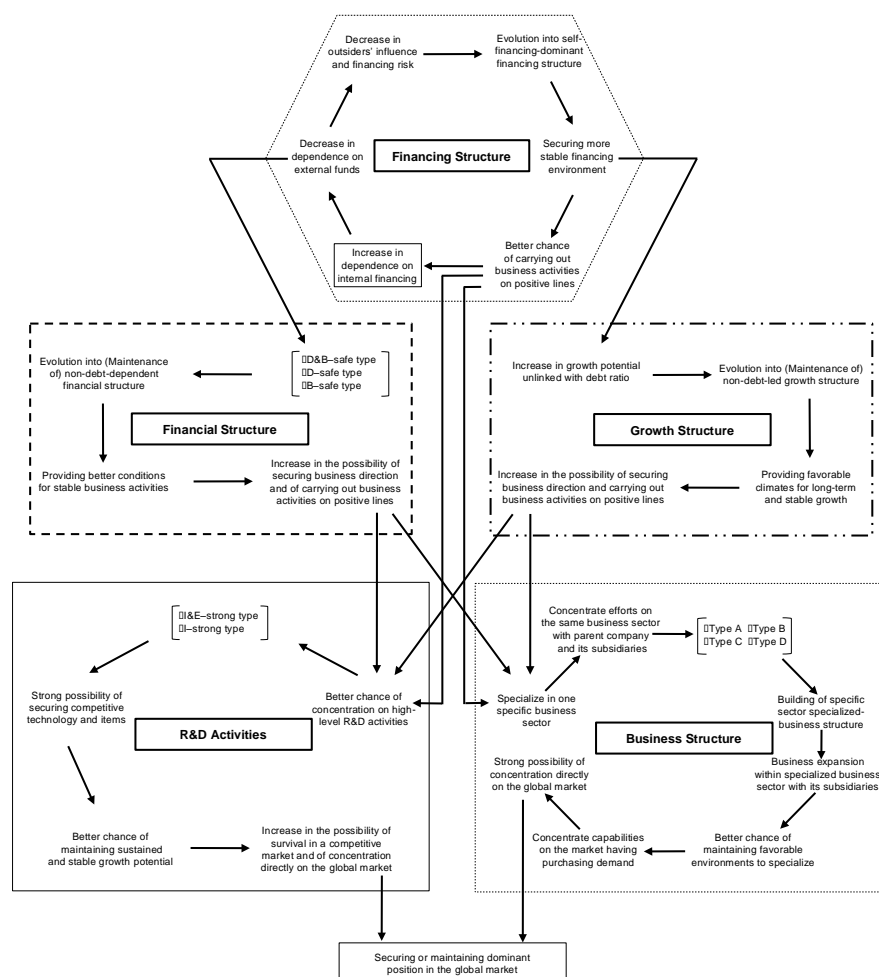 Decrease in
outsiders' influence
and financing risk
Evolution into self-
financing-dominant
financing structure
Decrease in
dependence on
external funds
Financing Structure
Securing more
stable financing
environment
Increase in
dependence on
internal financing
Better chance
of carrying out
business activities
on positive lines
Evolution into (Maintenance
of) non-debt-dependent
financial structure
▯D&B–safe type
▯D–safe type
▯B–safe type
Financial Structure
Providing better conditions
for stable business activities
Increase in the possibility of
securing business direction
and of carrying out business
activities on positive lines
Increase in growth potential
unlinked with debt ratio
Evolution into (Maintenance of)
non-debt-led growth structure
Growth Structure
Increase in the possibility of securing
business direction and carrying out
business activities on positive lines
Providing favorable
climates for long-term
and stable growth
▯I&E–strong type
▯I–strong type
Strong possibility of
securing competitive
technology and items
R&D Activities
Better chance of
concentration on high-
level R&D activities
Better chance of
maintaining sustained
and stable growth potential
Increase in the possibility of
survival in a competitive
market and of concentration
directly on the global market
Concentrate efforts on
the same business sector
with parent company
and its subsidiaries
▯Type A ▯Type B
▯Type C ▯Type D
Specialize in one
specific business
sector
Building of specific
sector specialized-
business structure
Business Structure
Strong possibility of
concentration directly
on the global market
Business expansion
within specialized business
sector with its subsidiaries
Concentrate capabilities
on the market having
purchasing demand
Better chance of
maintaining favorable
environments to specialize
Securing or maintaining dominant
position in the global market